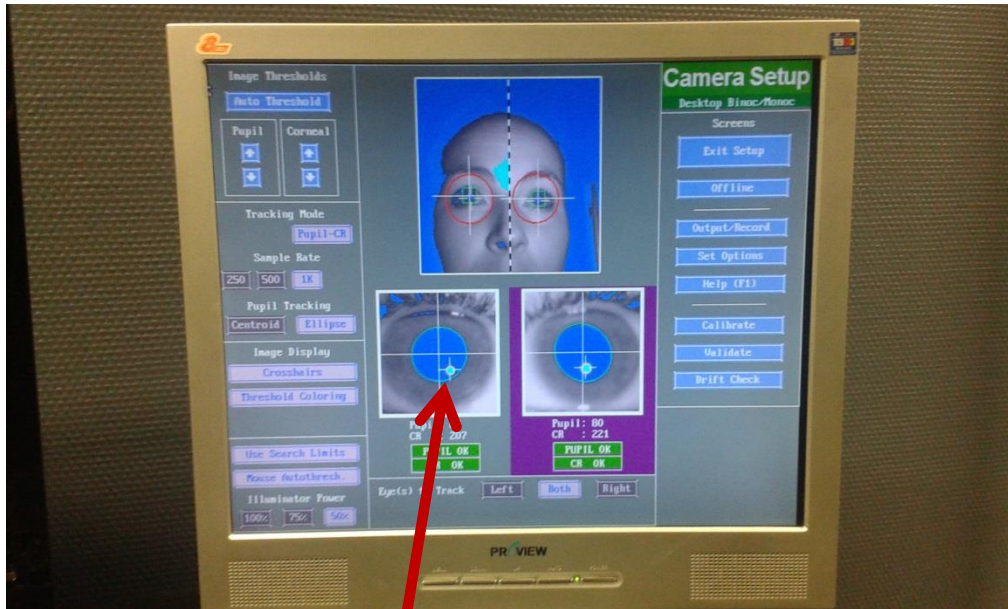 Image Thresholds
Auto Threshold
Pupil Corneal
Tracking Mode
Pupil-CR
Sample Rate
250 500 1K
Pupil Tracking
Centroid Ellipse
Image Display
Crosshairs
Threshold Coloring
Use Search Limits
Mouse Autothresh.
Illuminator Power
100% 75% 50%
CR : 207
PUPIL OK
OK
Pupil: 80
CR : 221
PUPIL OK
CR OK
Eye(s) Track Left Both Right
Camera Setup
Desktop Binoc/Monoc
Screens
Exit Setup
Offline
Output/Record
Set Options
Help (F1)
Calibrate
Validate
Drift Check
PROVIEW